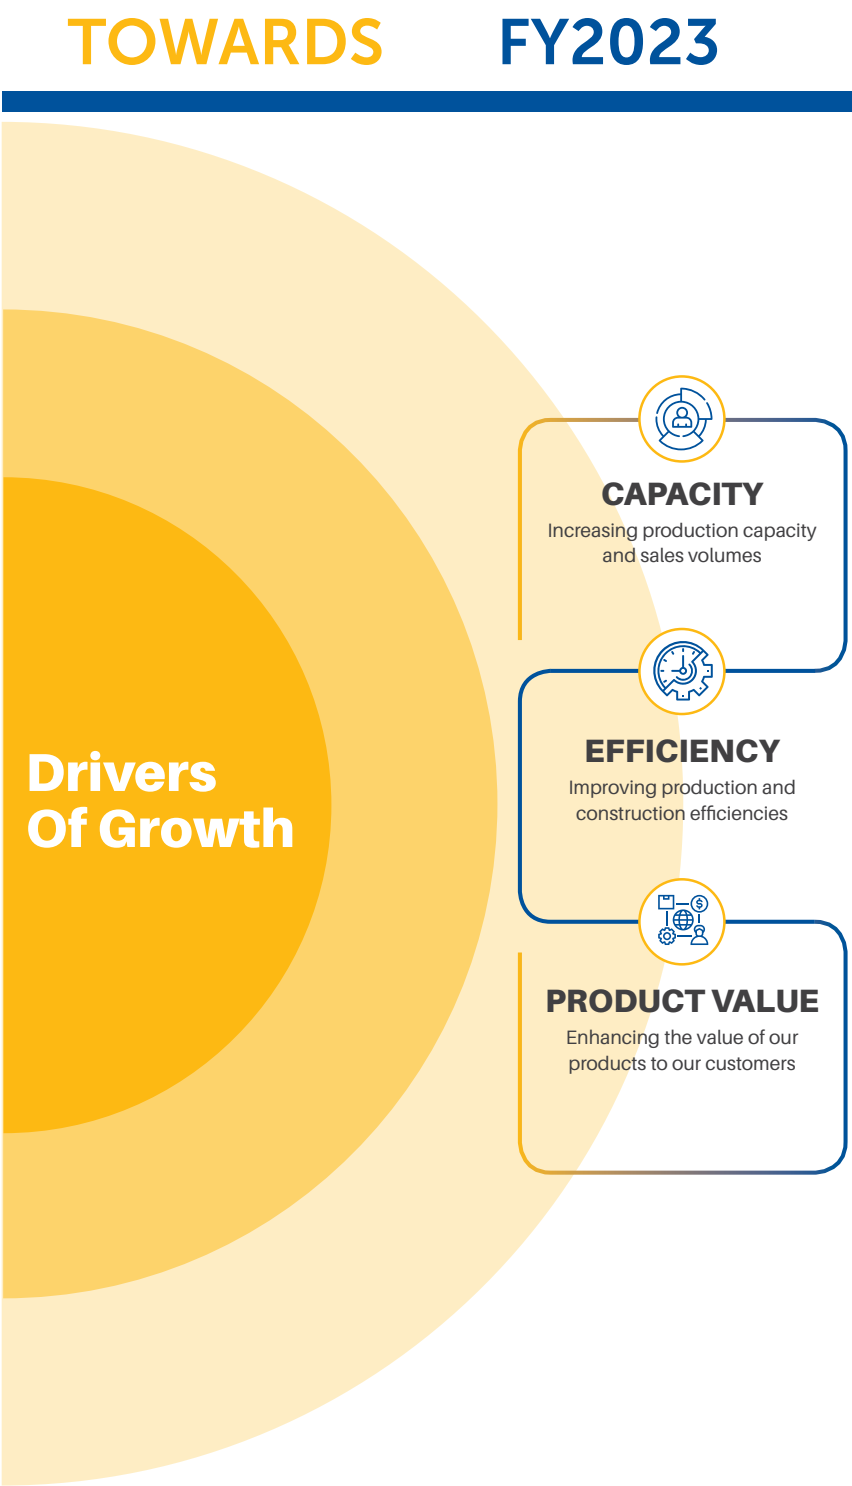 TOWARDS FY2023
Drivers
Of Growth
CAPACITY
Increasing production capacity
and sales volumes
EFFICIENCY
Improving production and
construction efficiencies
$
PRODUCT VALUE
Enhancing the value of our
products to our customers